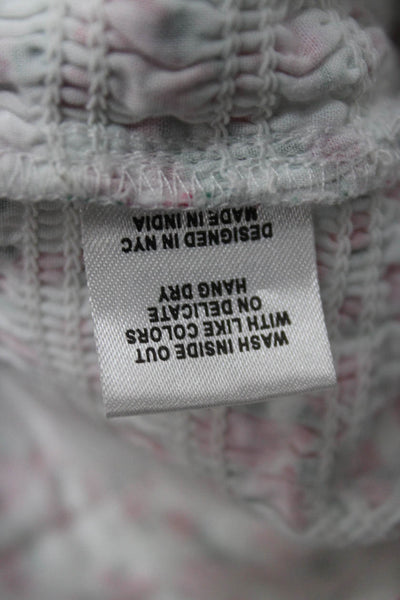 WASH INSIDE OUT
WITH LIKE COLORS
ON DELICATE
HANG DRY
DESIGNED IN NYC
MADE IN INDIA